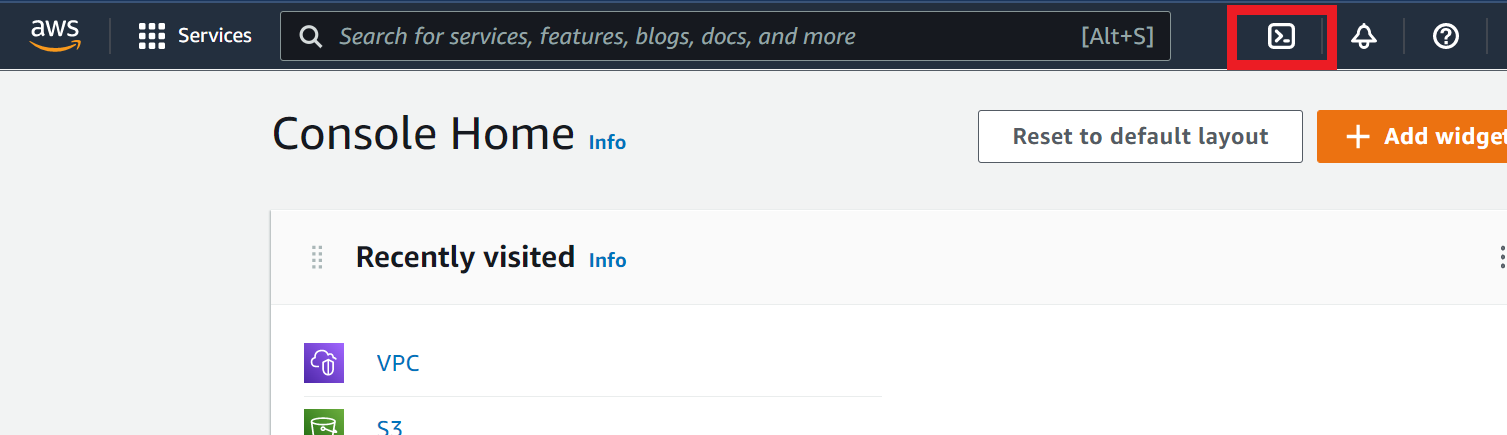 aws Services Search for services, features, blogs, docs, and more [Alt+S]
Console Home Info Reset to default layout + Add widge
Recently visited Info
VPC
S3